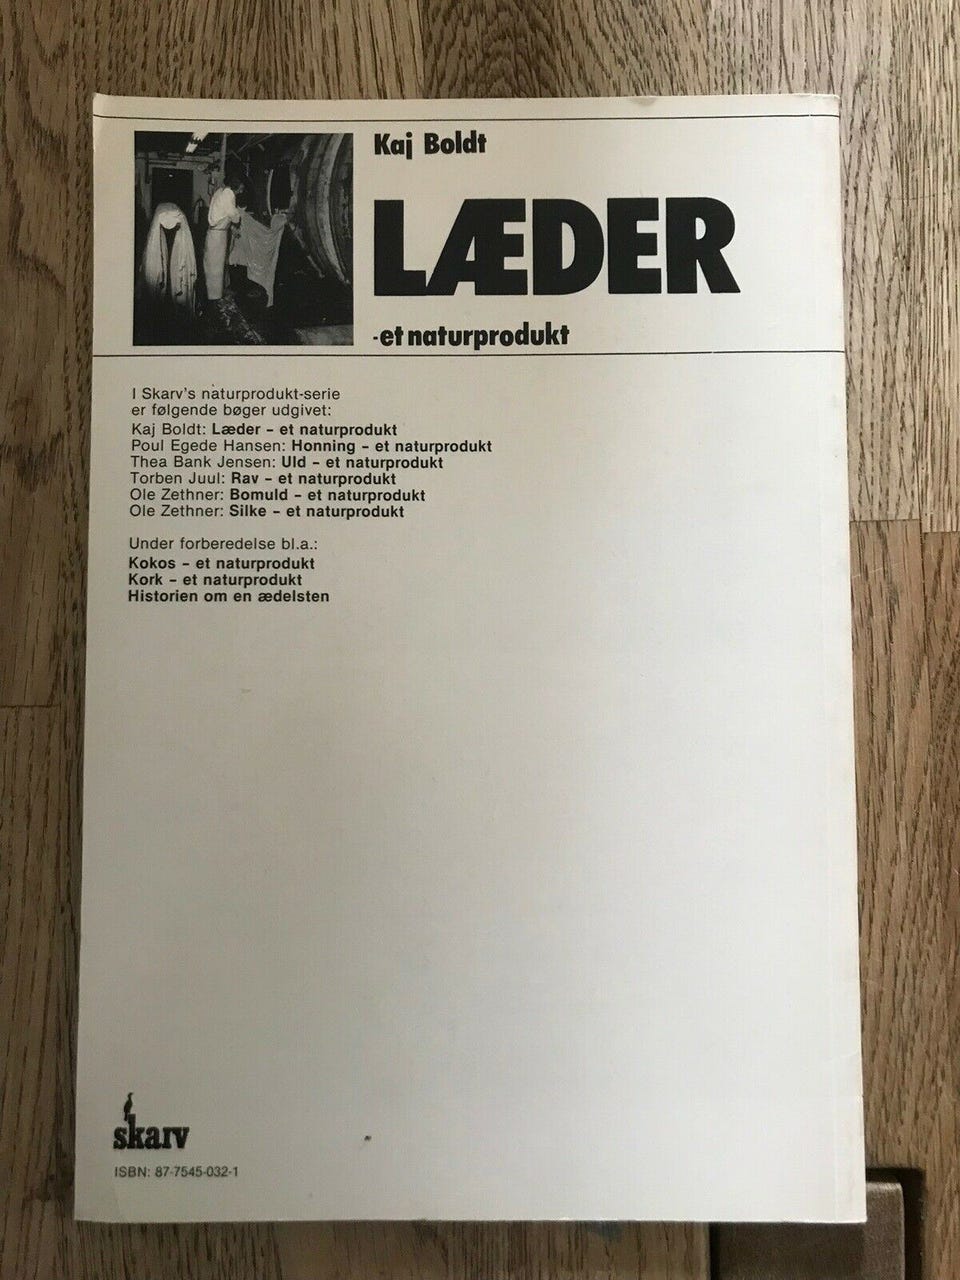 Kaj Boldt
LÆDER
-et naturprodukt
I Skarv's naturprodukt-serie
er følgende bøger udgivet:
Kaj Boldt: Læder – et naturprodukt
Poul Egede Hansen: Honning – et naturprodukt
Thea Bank Jensen: Uld – et naturprodukt
Torben Juul: Rav – et naturprodukt
Ole Zethner: Bomuld – et naturprodukt
Ole Zethner: Silke – et naturprodukt
Under forberedelse bl.a.:
Kokos – et naturprodukt
Kork – et naturprodukt
Historien om en ædelsten
skarv
ISBN: 87-7545-032-1